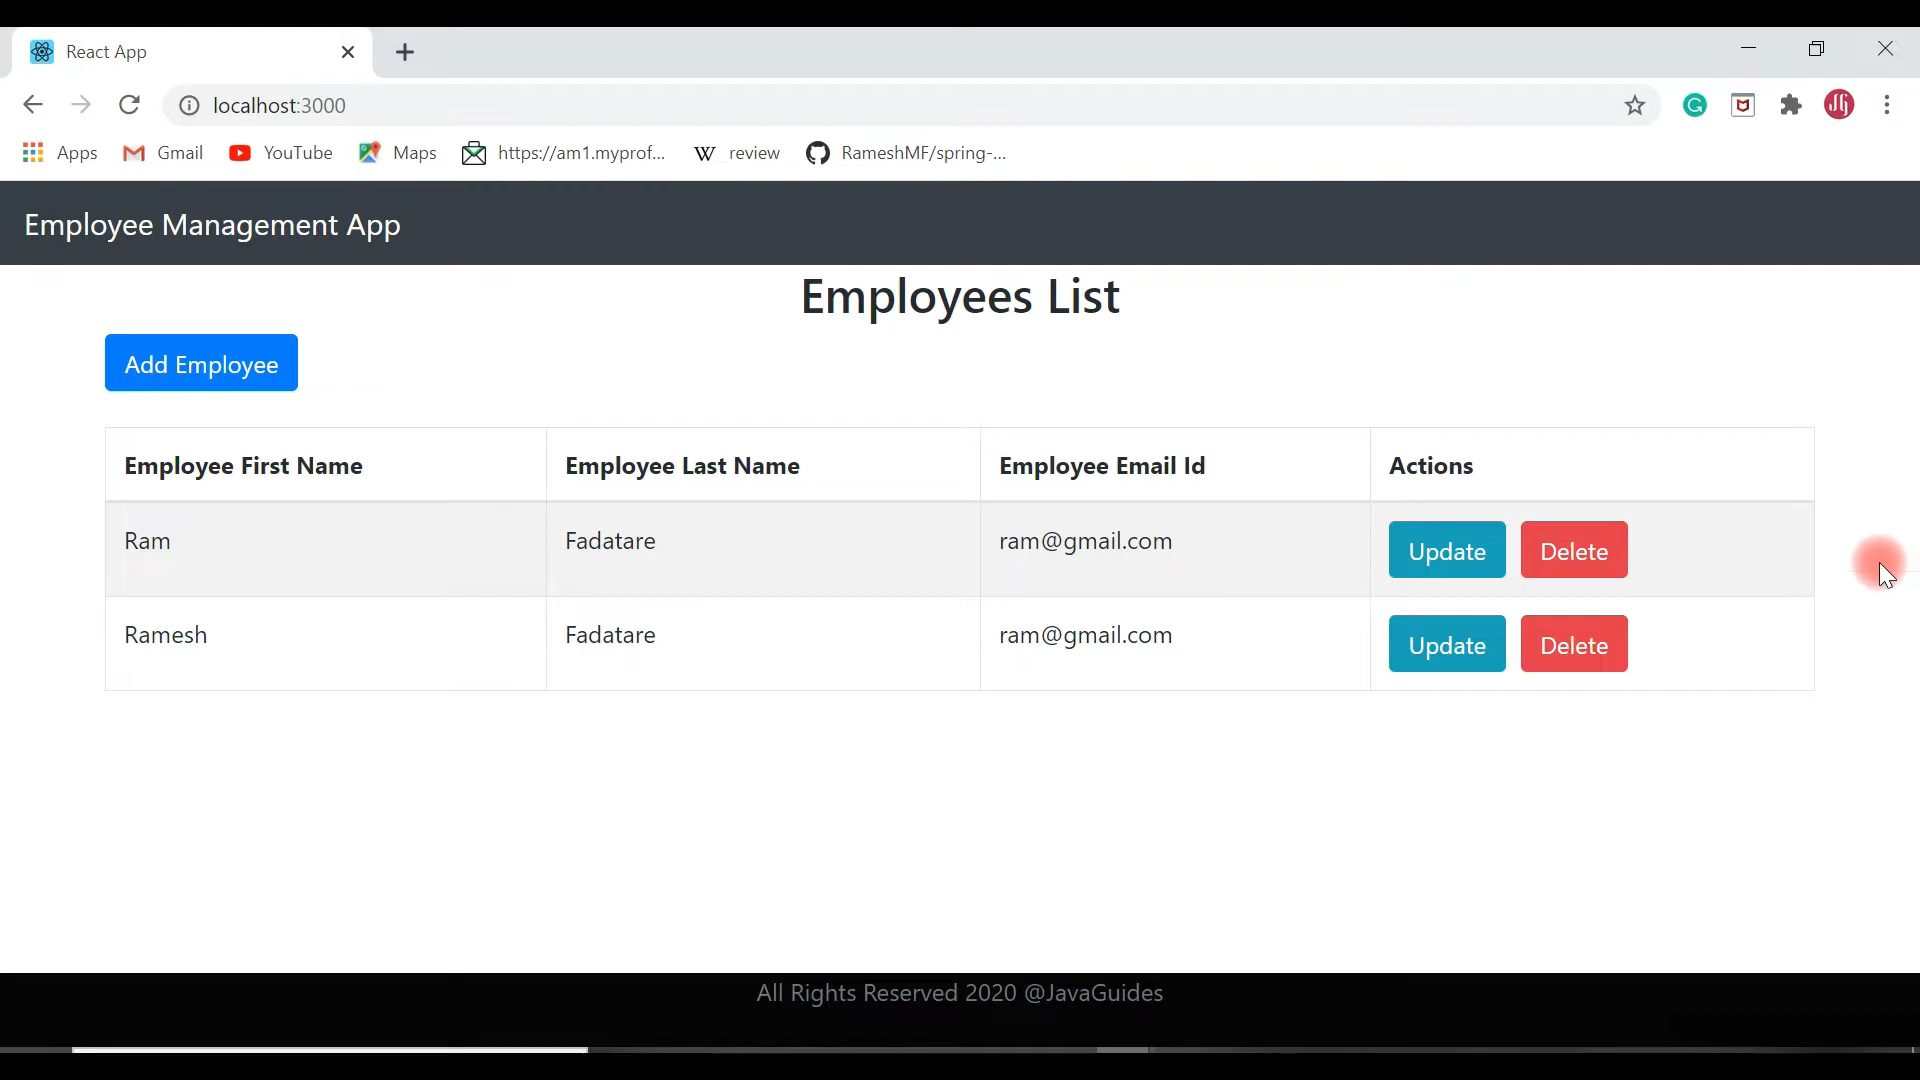 React App
localhost:3000
Apps Gmail YouTube Maps https://am1.myprof... W review RameshMF/spring-...
Employee Management App
Employees List
Add Employee
Employee First Name Employee Last Name Employee Email Id Actions
Ram Fadatare ram@gmail.com Update Delete
Ramesh Fadatare ram@gmail.com Update Delete
All Rights Reserved 2020 @JavaGuides